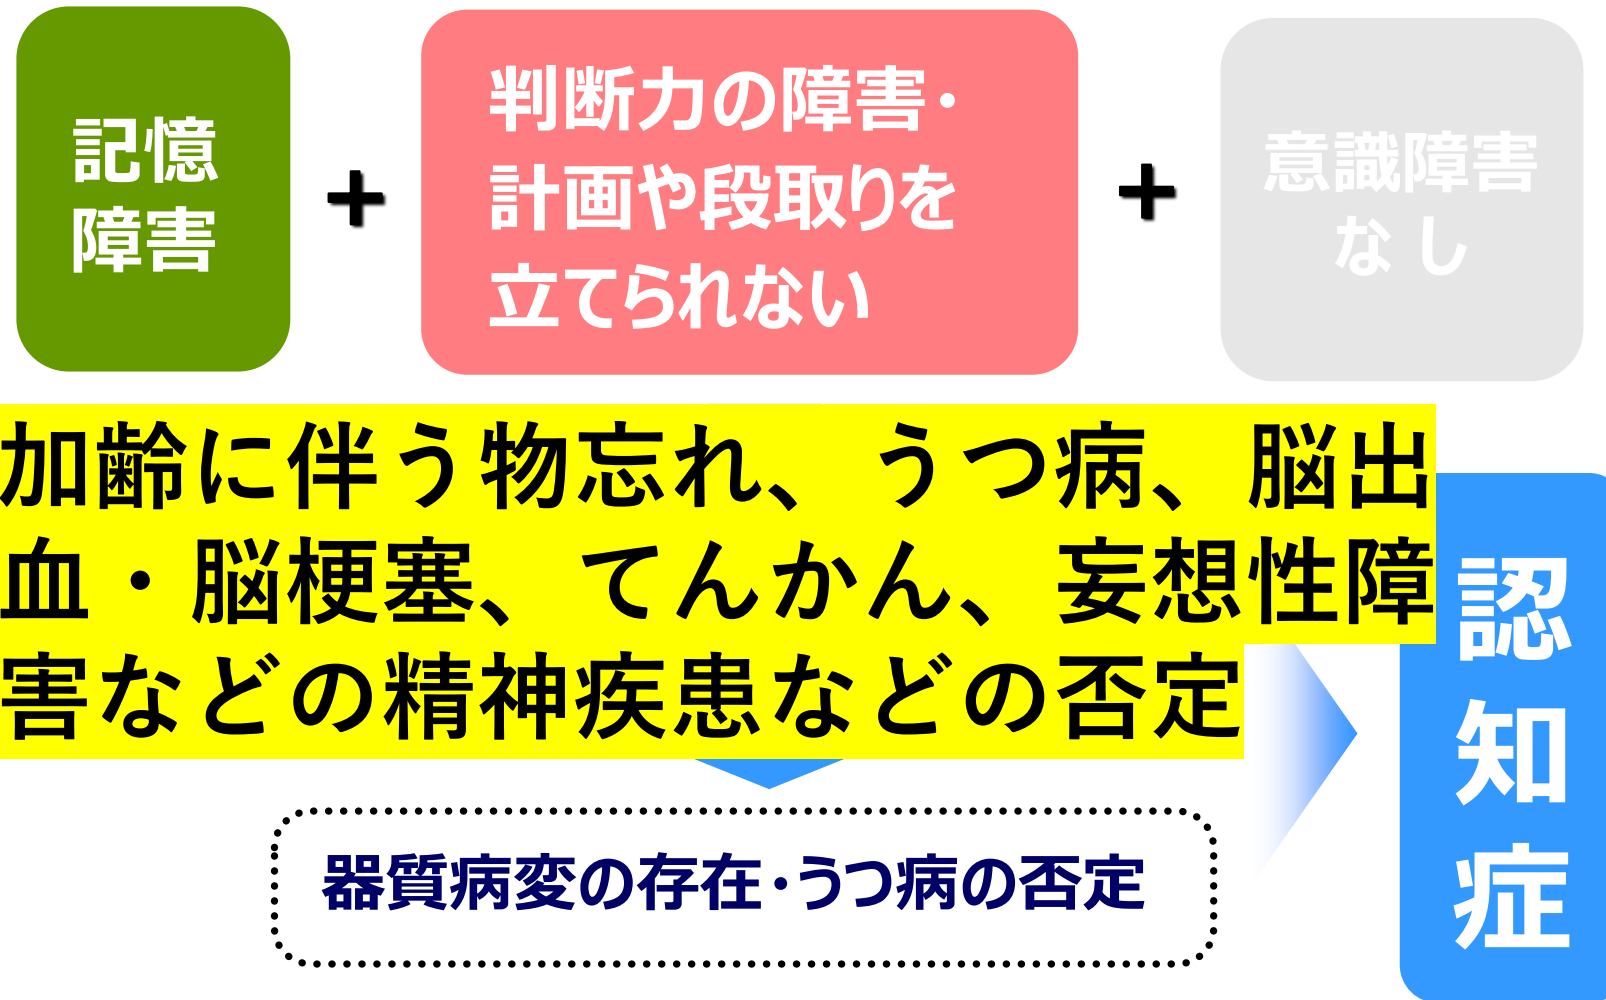 記憶
障害
+
判断力の障害・
計画や段取りを
立てられない
+
意識障害
なし
加齢に伴う物忘れ、うつ病、脳出
血・脳梗塞、てんかん、妄想性障
害などの精神疾患などの否定
器質病変の存在・うつ病の否定
認
知
症